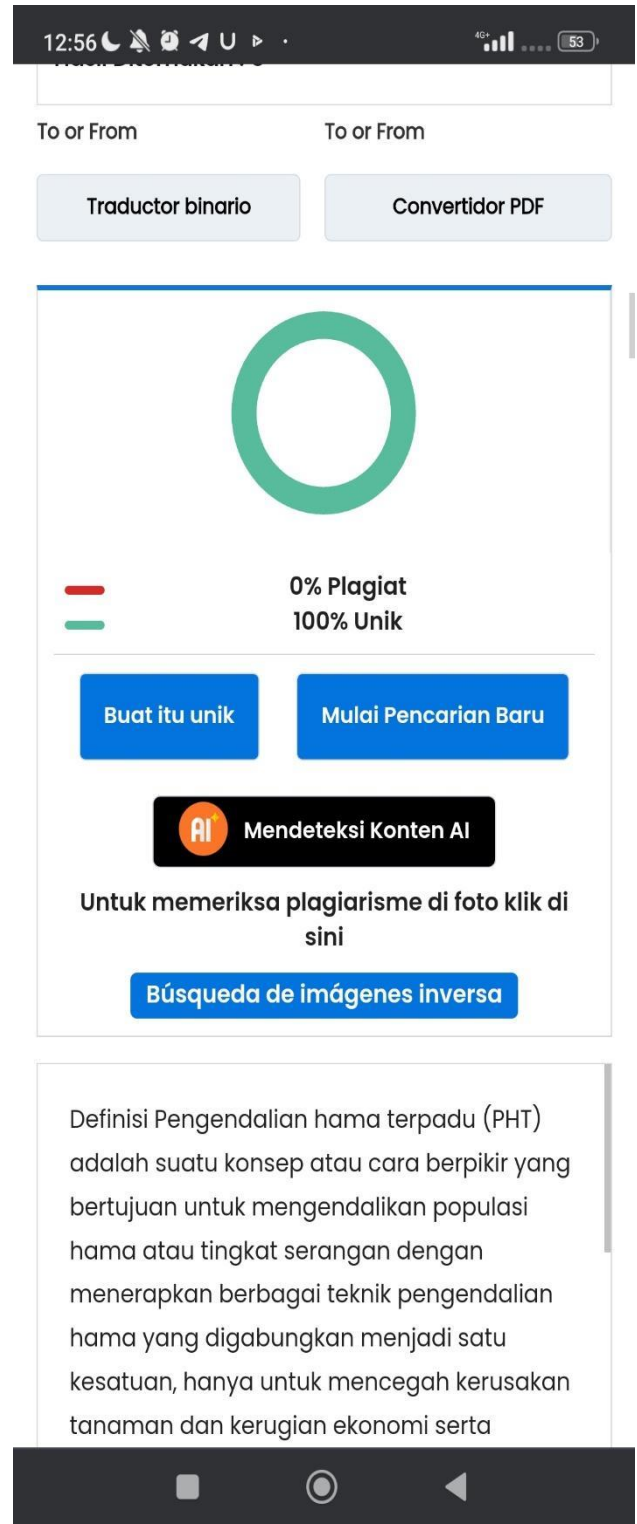 12:56
4G+
53
To or From To or From
Traductor binario Convertidor PDF
0% Plagiat
100% Unik
Buat itu unik Mulai Pencarian Baru
AI Mendeteksi Konten AI
Untuk memeriksa plagiarisme di foto klik di
sini
Búsqueda de imágenes inversa
Definisi Pengendalian hama terpadu (PHT)
adalah suatu konsep atau cara berpikir yang
bertujuan untuk mengendalikan populasi
hama atau tingkat serangan dengan
menerapkan berbagai teknik pengendalian
hama yang digabungkan menjadi satu
kesatuan, hanya untuk mencegah kerusakan
tanaman dan kerugian ekonomi serta